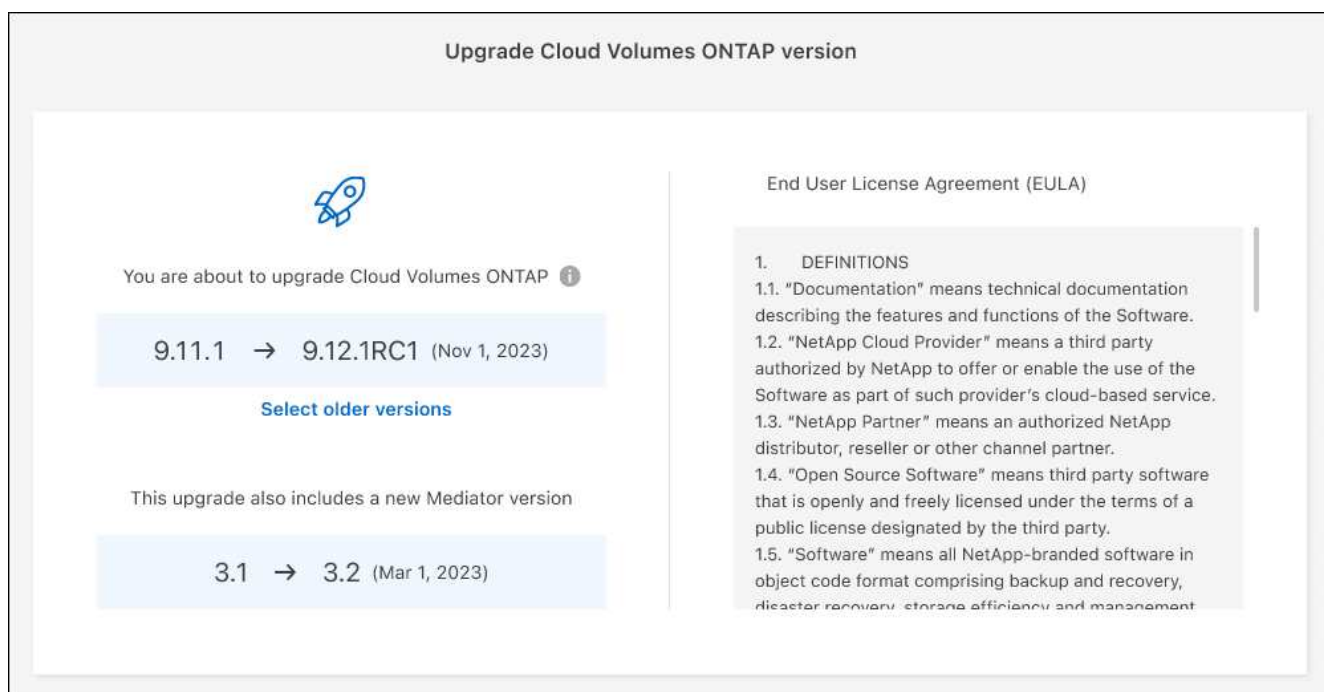 Upgrade Cloud Volumes ONTAP version
You are about to upgrade Cloud Volumes ONTAP
9.11.1 → 9.12.1RC1 (Nov 1, 2023)
Select older versions
This upgrade also includes a new Mediator version
3.1 → 3.2 (Mar 1, 2023)
End User License Agreement (EULA)
1. DEFINITIONS
1.1. “Documentation” means technical documentation
describing the features and functions of the Software.
1.2. “NetApp Cloud Provider” means a third party
authorized by NetApp to offer or enable the use of the
Software as part of such provider’s cloud-based service.
1.3. “NetApp Partner” means an authorized NetApp
distributor, reseller or other channel partner.
1.4. “Open Source Software” means third party software
that is openly and freely licensed under the terms of a
public license designated by the third party.
1.5. “Software” means all NetApp-branded software in
object code format comprising backup and recovery,
disaster recovery, storage efficiency and management